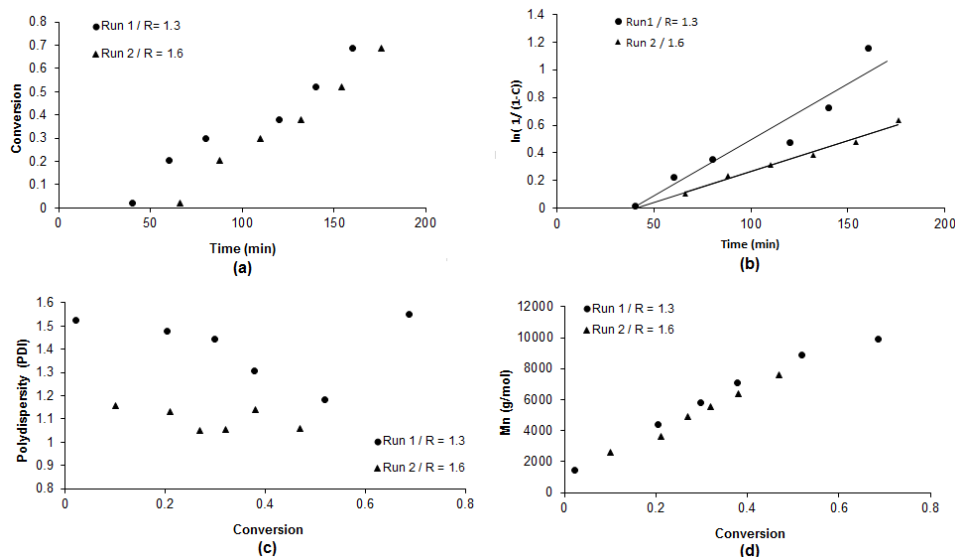 0.8
0.7
0.6
0.5
0.4
0.3
0.2
0.1
0
Conversion
Run 1 / R= 1.3
Run 2 / R = 1.6
0 50 100 150 200
Time (min)
(a)
1.4
1.2
1
0.8
0.6
0.4
0.2
0
ln( 1/ (1-C))
Run1 / R= 1.3
Run 2 / 1.6
0 50 100 150 200
Time (min)
(b)
1.6
1.5
1.4
1.3
1.2
1.1
1
0.9
0.8
Polydispersity (PDI)
Run 1 / R = 1.3
Run 2 / R = 1.6
0 0.2 0.4 0.6 0.8
Conversion
(c)
12000
10000
8000
6000
4000
2000
0
Mn (g/mol)
Run 1 / R = 1.3
Run 2 / R = 1.6
0 0.2 0.4 0.6 0.8
Conversion
(d)